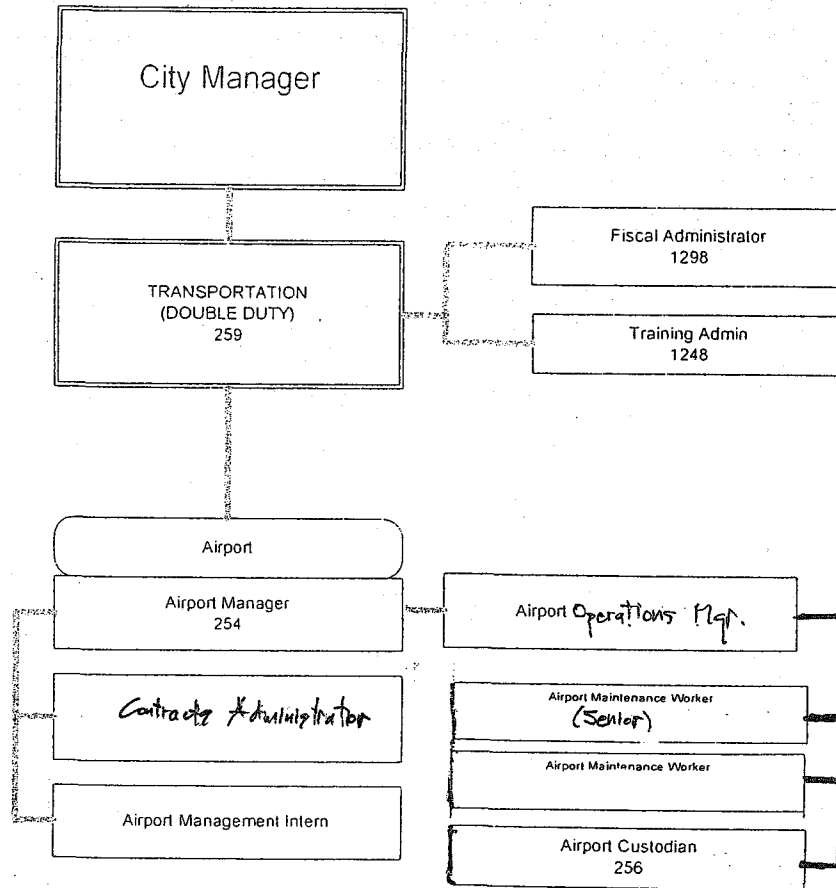 City Manager
TRANSPORTATION
(DOUBLE DUTY)
259
Fiscal Administrator
1298
Training Admin
1248
Airport
Airport Manager
254
Airport Operations Mgr.
Contracts Administrator
Airport Maintenance Worker
(Senior)
Airport Maintenance Worker
Airport Management Intern
Airport Custodian
256